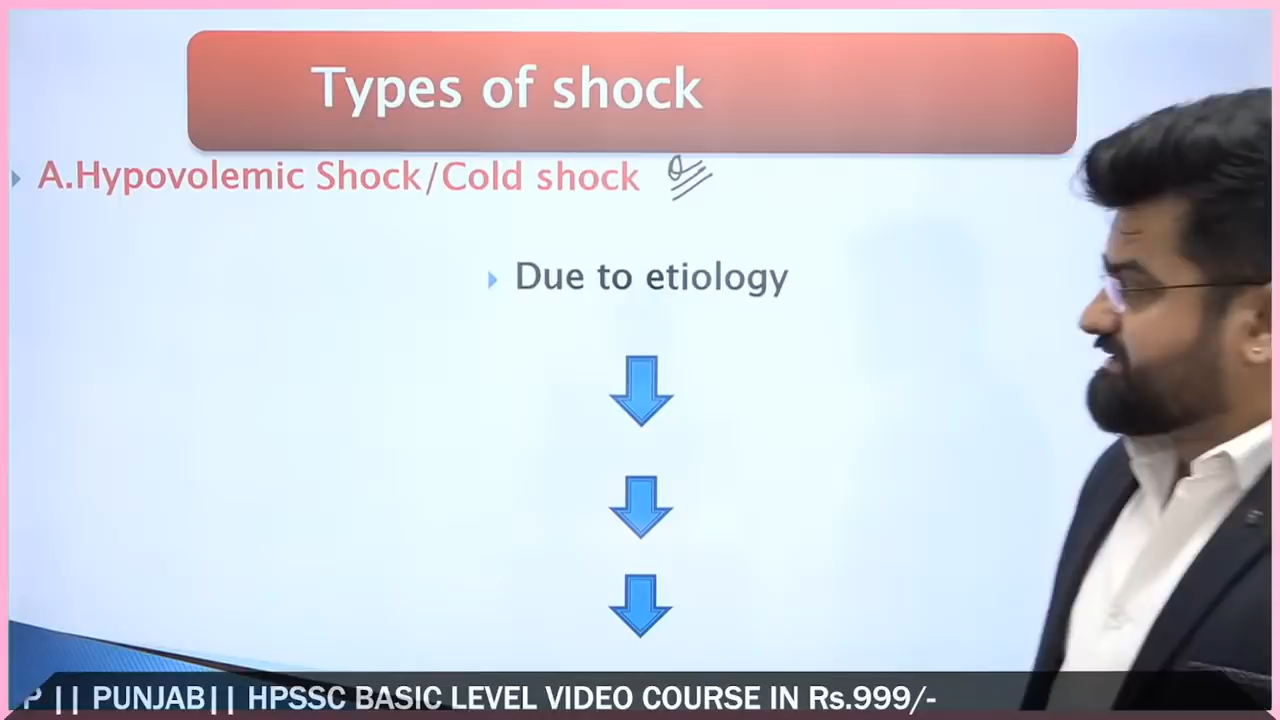 Types of shock
A.Hypovolemic Shock/Cold shock
Due to etiology
P || PUNJAB|| HPSSC BASIC LEVEL VIDEO COURSE IN Rs.999/-